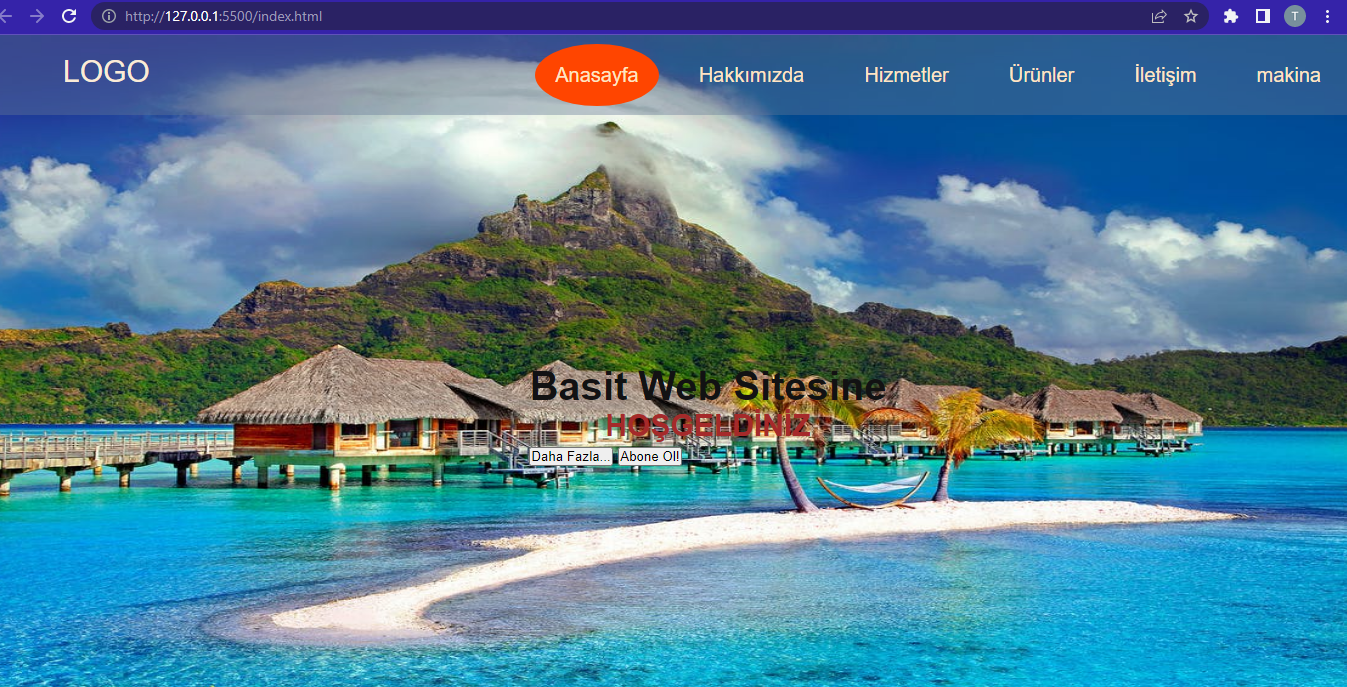 http://127.0.0.1:5500/index.html
T
LOGO
Anasayfa Hakkımızda Hizmetler Ürünler İletişim makina
Basit Web Sitesine
HOŞGELDİNİZ
Daha Fazla... Abone Ol!